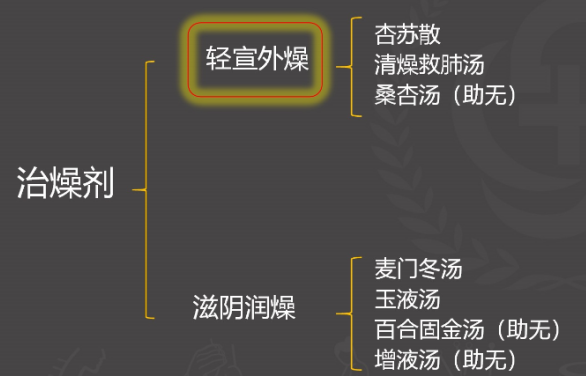 治燥剂
轻宣外燥
杏苏散
清燥救肺汤
桑杏汤（助无）
滋阴润燥
麦门冬汤
玉液汤
百合固金汤（助无）
增液汤（助无）